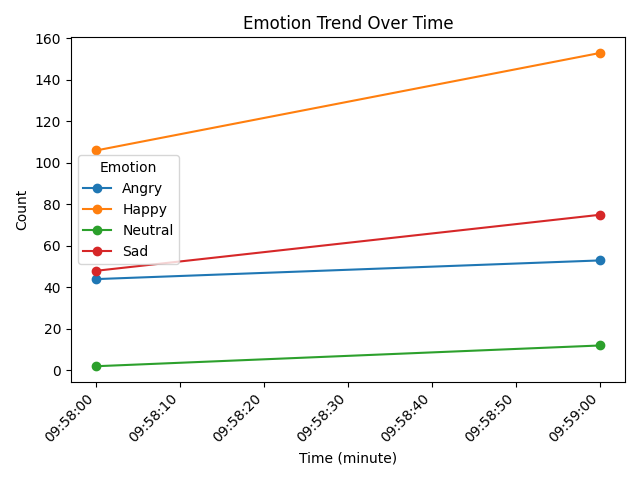 Emotion Trend Over Time
160
140
120
100
80
60
40
20
0
Count
Emotion
Angry
Happy
Neutral
Sad
09:58:00
09:58:10
09:58:20
09:58:30
09:58:40
09:58:50
09:59:00
Time (minute)